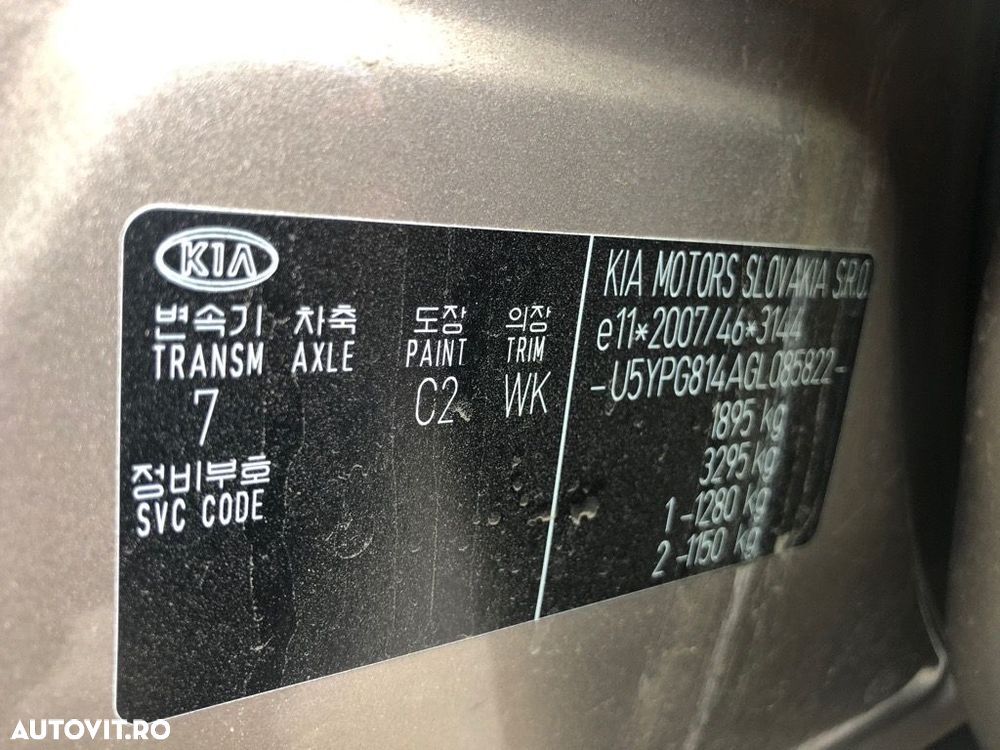 KIA
변속기 차축 도장 의장
TRANSM AXLE PAINT TRIM
7 C2 WK
정비부호
SVC CODE
KIA MOTORS SLOVAKIA S.R.O.
e11*2007/46*3144
-U5YPG814AGL085822-
1895 kg
3295 kg
1 -1280 kg
2 -1150 kg
AUTOVIT.RO